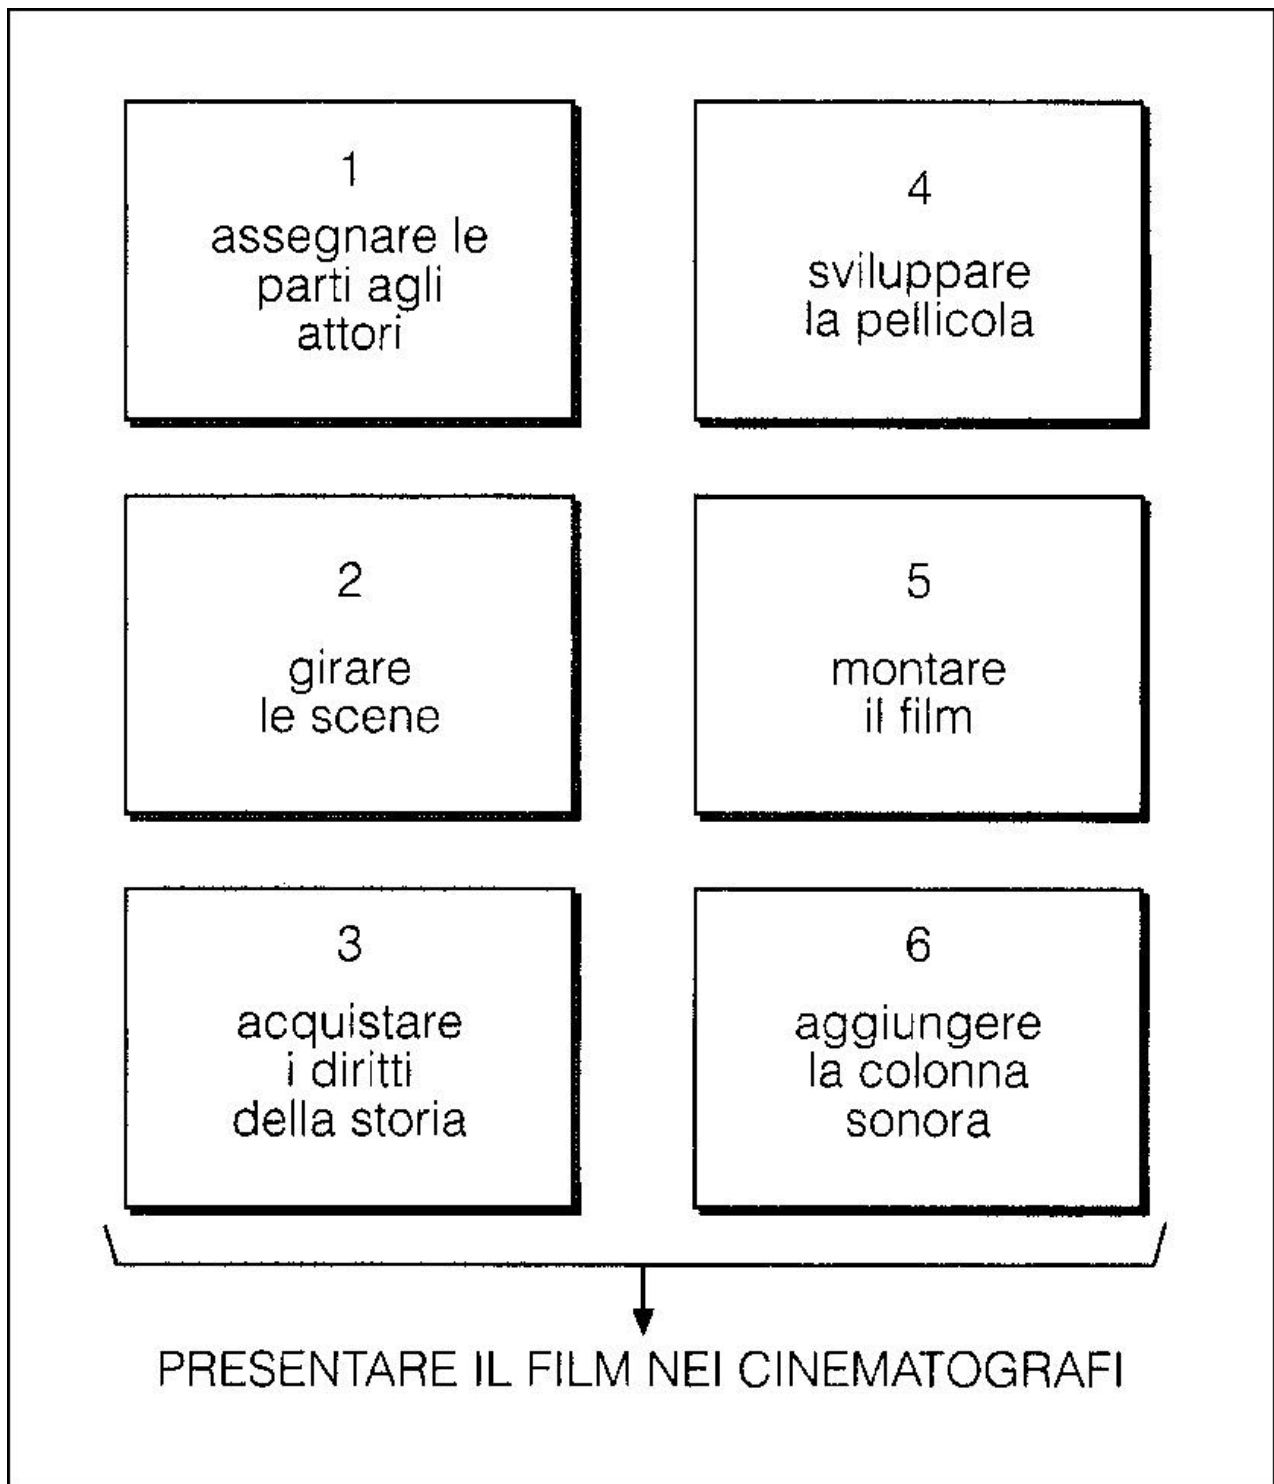 1
assegnare le
parti agli
attori
4
sviluppare
la pellicola
2
girare
le scene
5
montare
il film
3
acquistare
i diritti
della storia
6
aggiungere
la colonna
sonora
PRESENTARE IL FILM NEI CINEMATOGRAFI